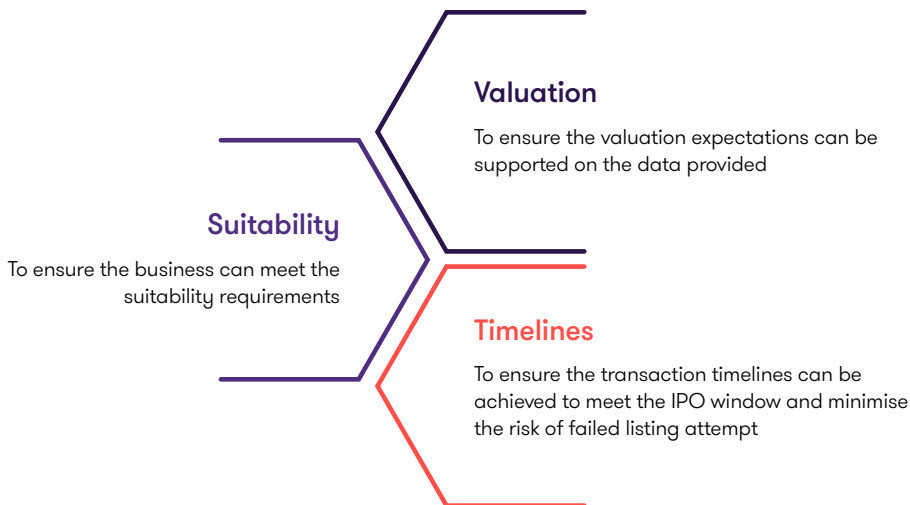 Valuation
To ensure the valuation expectations can be
supported on the data provided
Suitability
To ensure the business can meet the
suitability requirements
Timelines
To ensure the transaction timelines can be
achieved to meet the IPO window and minimise
the risk of failed listing attempt